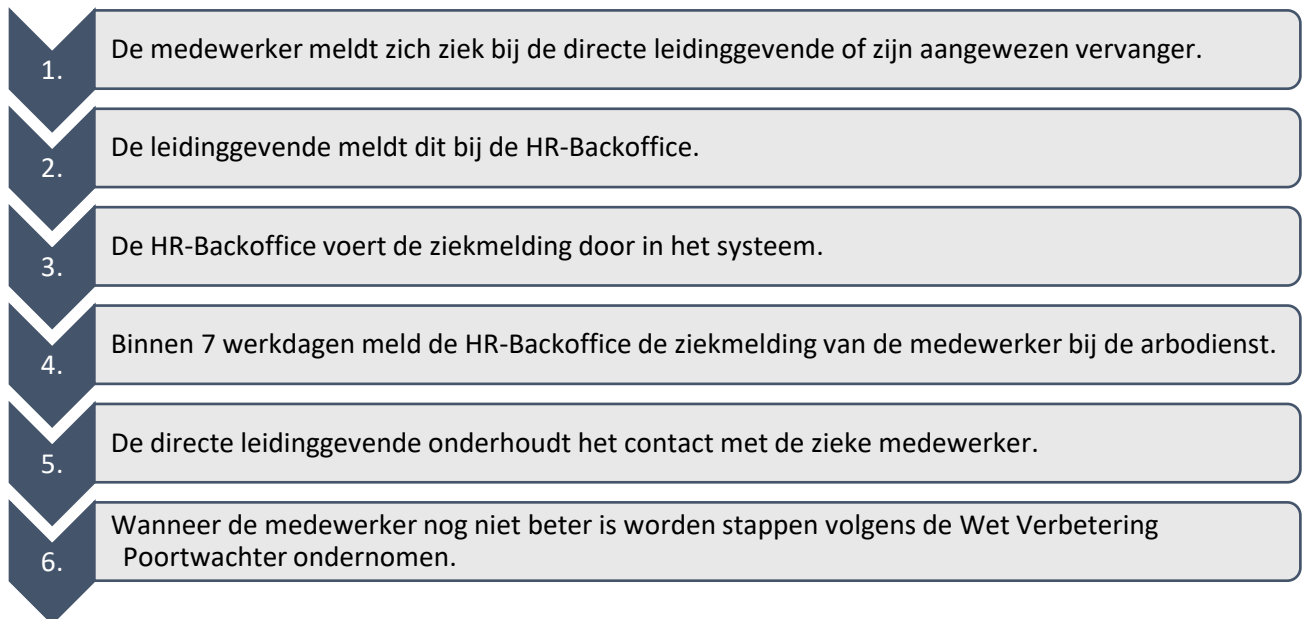 1. De medewerker meldt zich ziek bij de directe leidinggevende of zijn aangewezen vervanger.
2. De leidinggevende meldt dit bij de HR-Backoffice.
3. De HR-Backoffice voert de ziekmelding door in het systeem.
4. Binnen 7 werkdagen meld de HR-Backoffice de ziekmelding van de medewerker bij de arbodienst.
5. De directe leidinggevende onderhoudt het contact met de zieke medewerker.
6. Wanneer de medewerker nog niet beter is worden stappen volgens de Wet Verbetering
Poortwachter ondernomen.